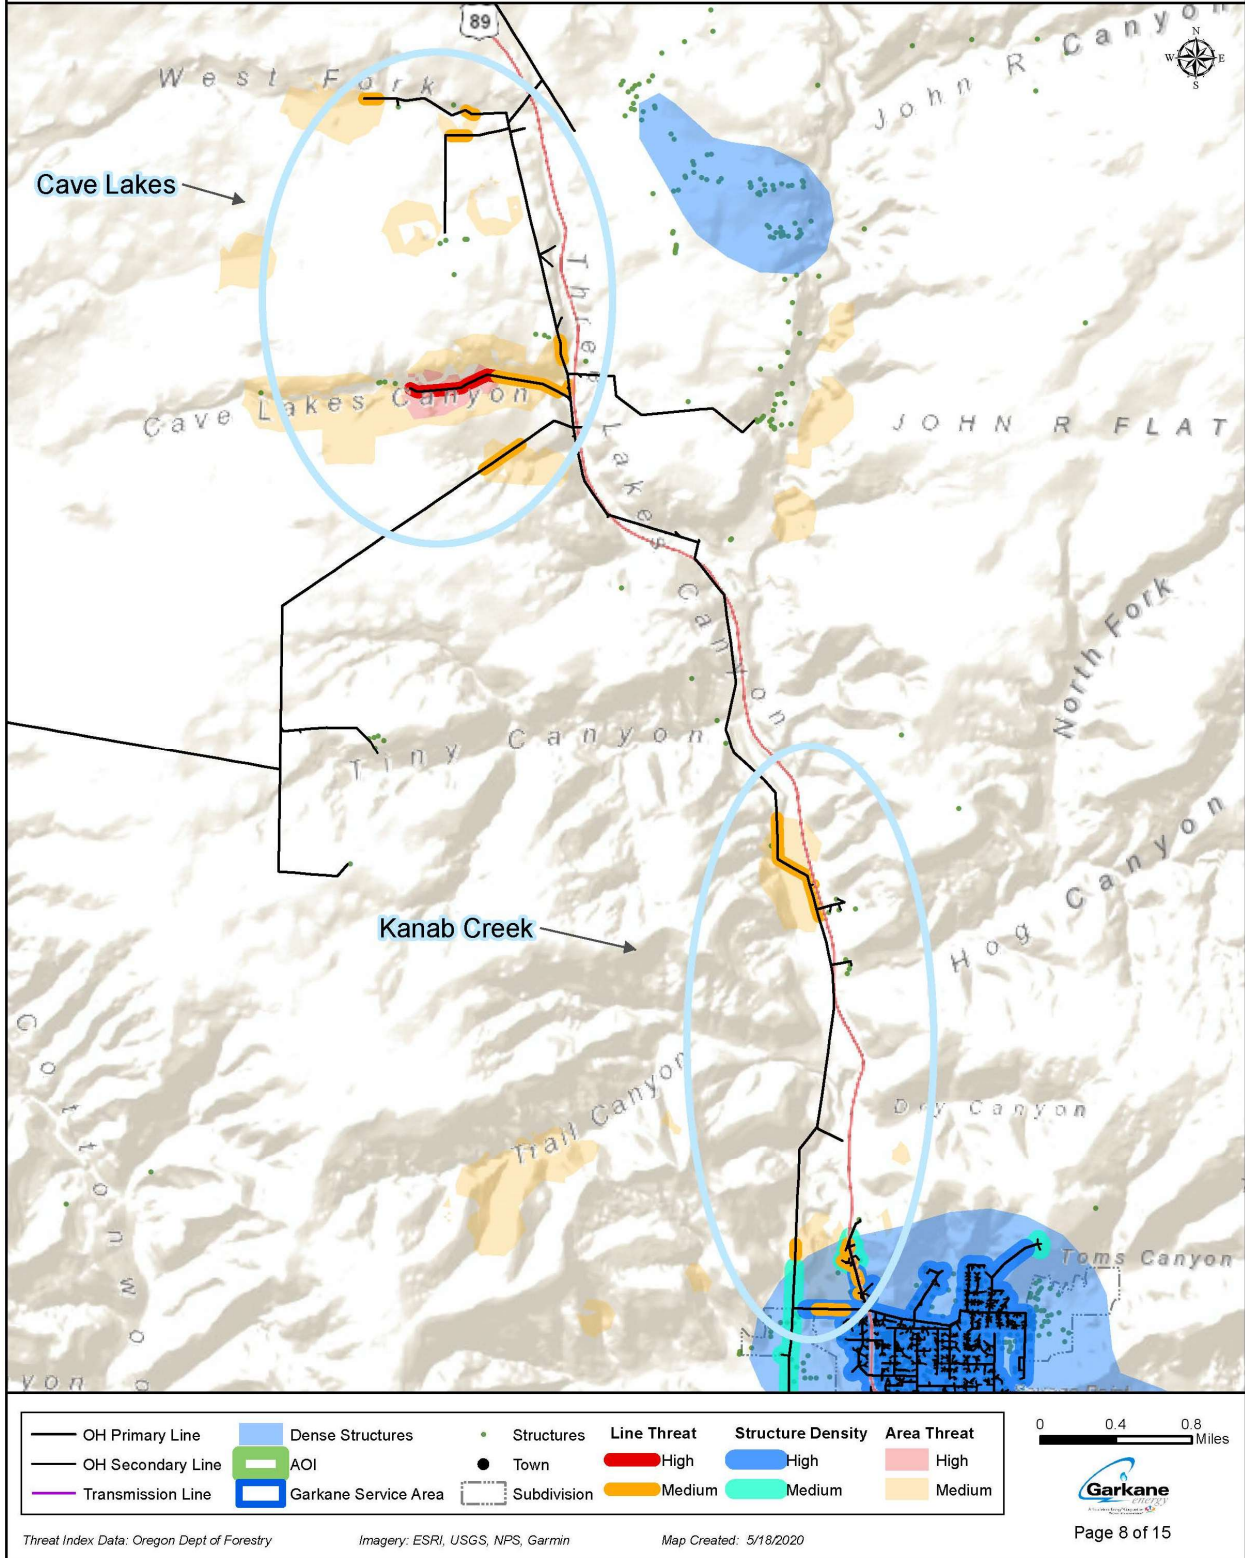 89
N
W E
S
West Fork
John R Canyon
Cave Lakes
Three Lakes Canyon
Cave Lakes Canyon
JOHN R FLAT
North Fork
Tiny Canyon
Hog Canyon
Kanab Creek
Trail Canyon
Dry Canyon
Cottonwo
Toms Canyon
yon
OH Primary Line
OH Secondary Line
Transmission Line
Dense Structures
AOI
Garkane Service Area
Structures
Town
Subdivision
Line Threat
High
Medium
Structure Density
High
Medium
Area Threat
High
Medium
0 0.4 0.8
Miles
Garkane
energy
Page 8 of 15
Threat Index Data: Oregon Dept of Forestry
Imagery: ESRI, USGS, NPS, Garmin
Map Created: 5/18/2020